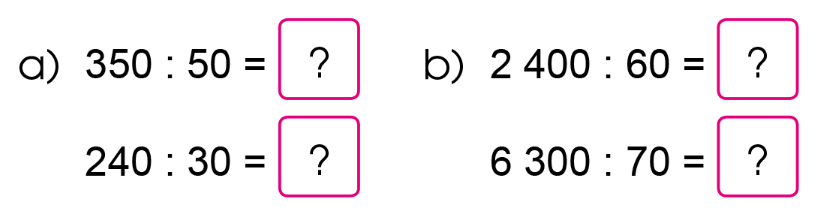 a) 350 : 50 = ?
240 : 30 = ?
b) 2 400 : 60 = ?
6 300 : 70 = ?